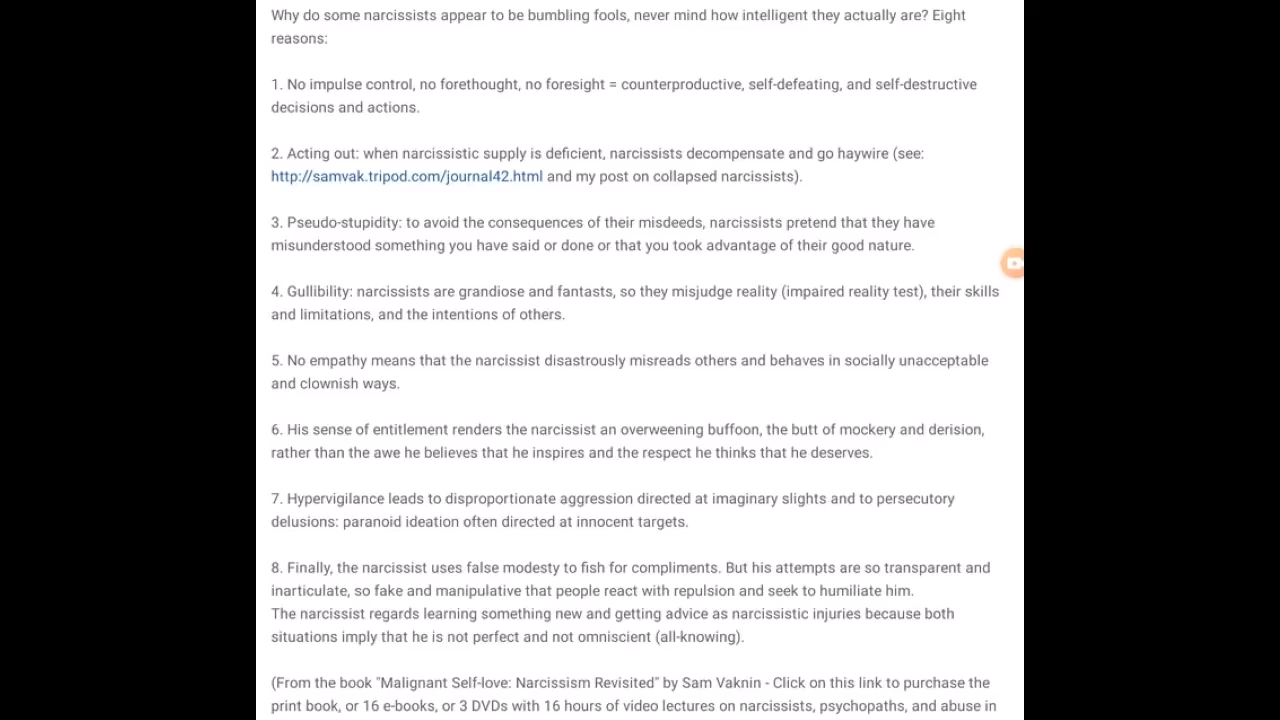 Why do some narcissists appear to be bumbling fools, never mind how intelligent they actually are? Eight
reasons:
1. No impulse control, no forethought, no foresight = counterproductive, self-defeating, and self-destructive
decisions and actions.
2. Acting out: when narcissistic supply is deficient, narcissists decompensate and go haywire (see:
http://samvak.tripod.com/journal42.html and my post on collapsed narcissists).
3. Pseudo-stupidity: to avoid the consequences of their misdeeds, narcissists pretend that they have
misunderstood something you have said or done or that you took advantage of their good nature.
4. Gullibility: narcissists are grandiose and fantasts, so they misjudge reality (impaired reality test), their skills
and limitations, and the intentions of others.
5. No empathy means that the narcissist disastrously misreads others and behaves in socially unacceptable
and clownish ways.
6. His sense of entitlement renders the narcissist an overweening buffoon, the butt of mockery and derision,
rather than the awe he believes that he inspires and the respect he thinks that he deserves.
7. Hypervigilance leads to disproportionate aggression directed at imaginary slights and to persecutory
delusions: paranoid ideation often directed at innocent targets.
8. Finally, the narcissist uses false modesty to fish for compliments. But his attempts are so transparent and
inarticulate, so fake and manipulative that people react with repulsion and seek to humiliate him.
The narcissist regards learning something new and getting advice as narcissistic injuries because both
situations imply that he is not perfect and not omniscient (all-knowing).
(From the book "Malignant Self-love: Narcissism Revisited" by Sam Vaknin - Click on this link to purchase the
print book, or 16 e-books, or 3 DVDs with 16 hours of video lectures on narcissists, psychopaths, and abuse in